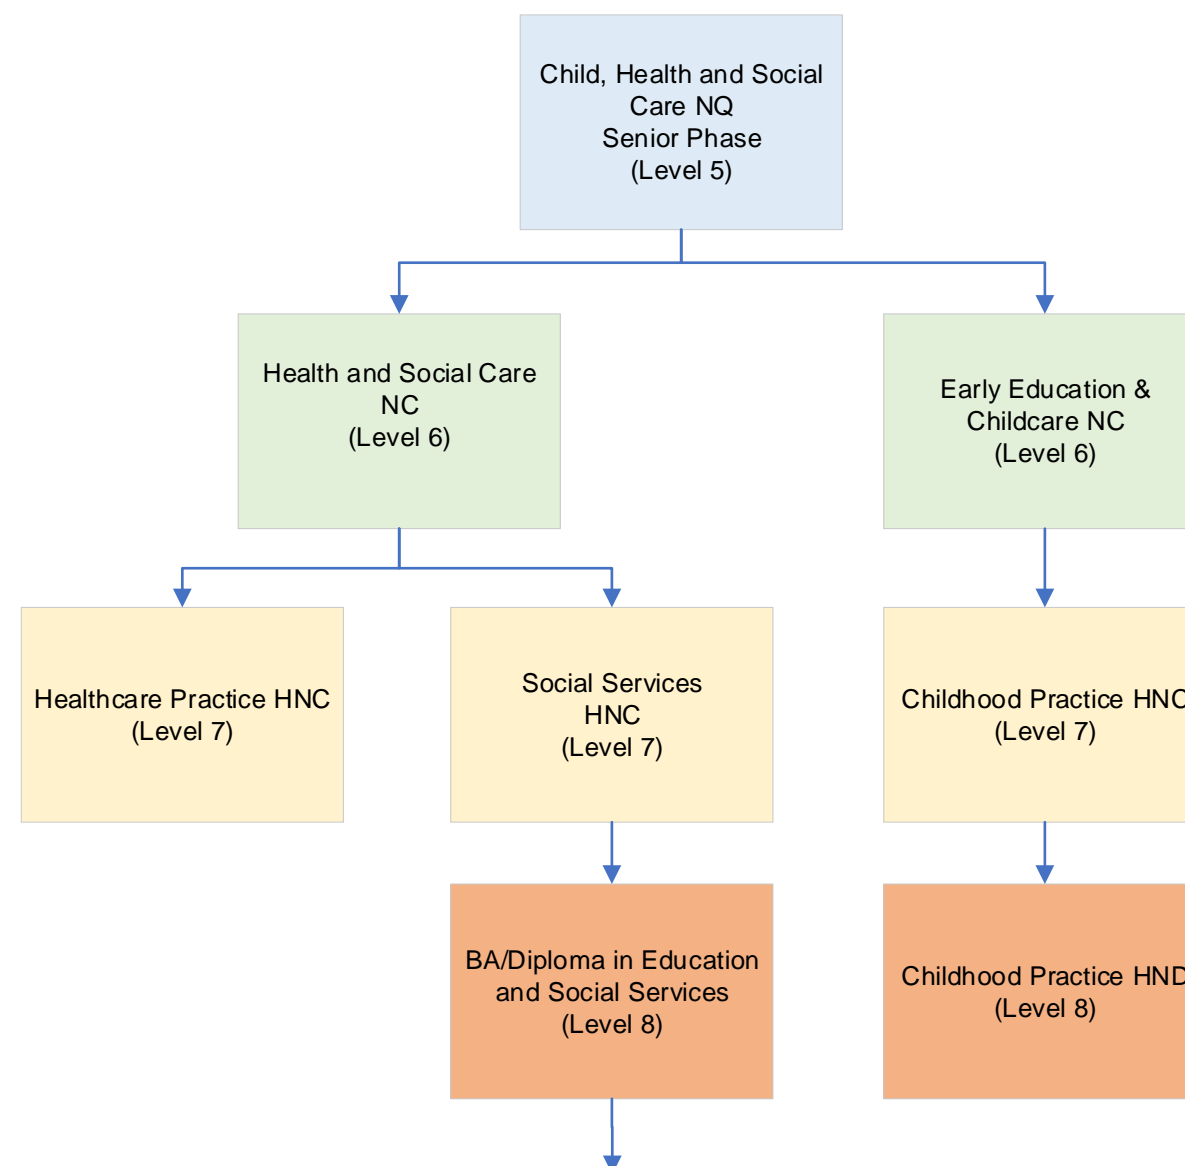 Child, Health and Social
Care NQ
Senior Phase
(Level 5)
Health and Social Care
NC
(Level 6)
Early Education &
Childcare NC
(Level 6)
Healthcare Practice HNC
(Level 7)
Social Services
HNC
(Level 7)
Childhood Practice HNC
(Level 7)
BA/Diploma in Education
and Social Services
(Level 8)
Childhood Practice HND
(Level 8)